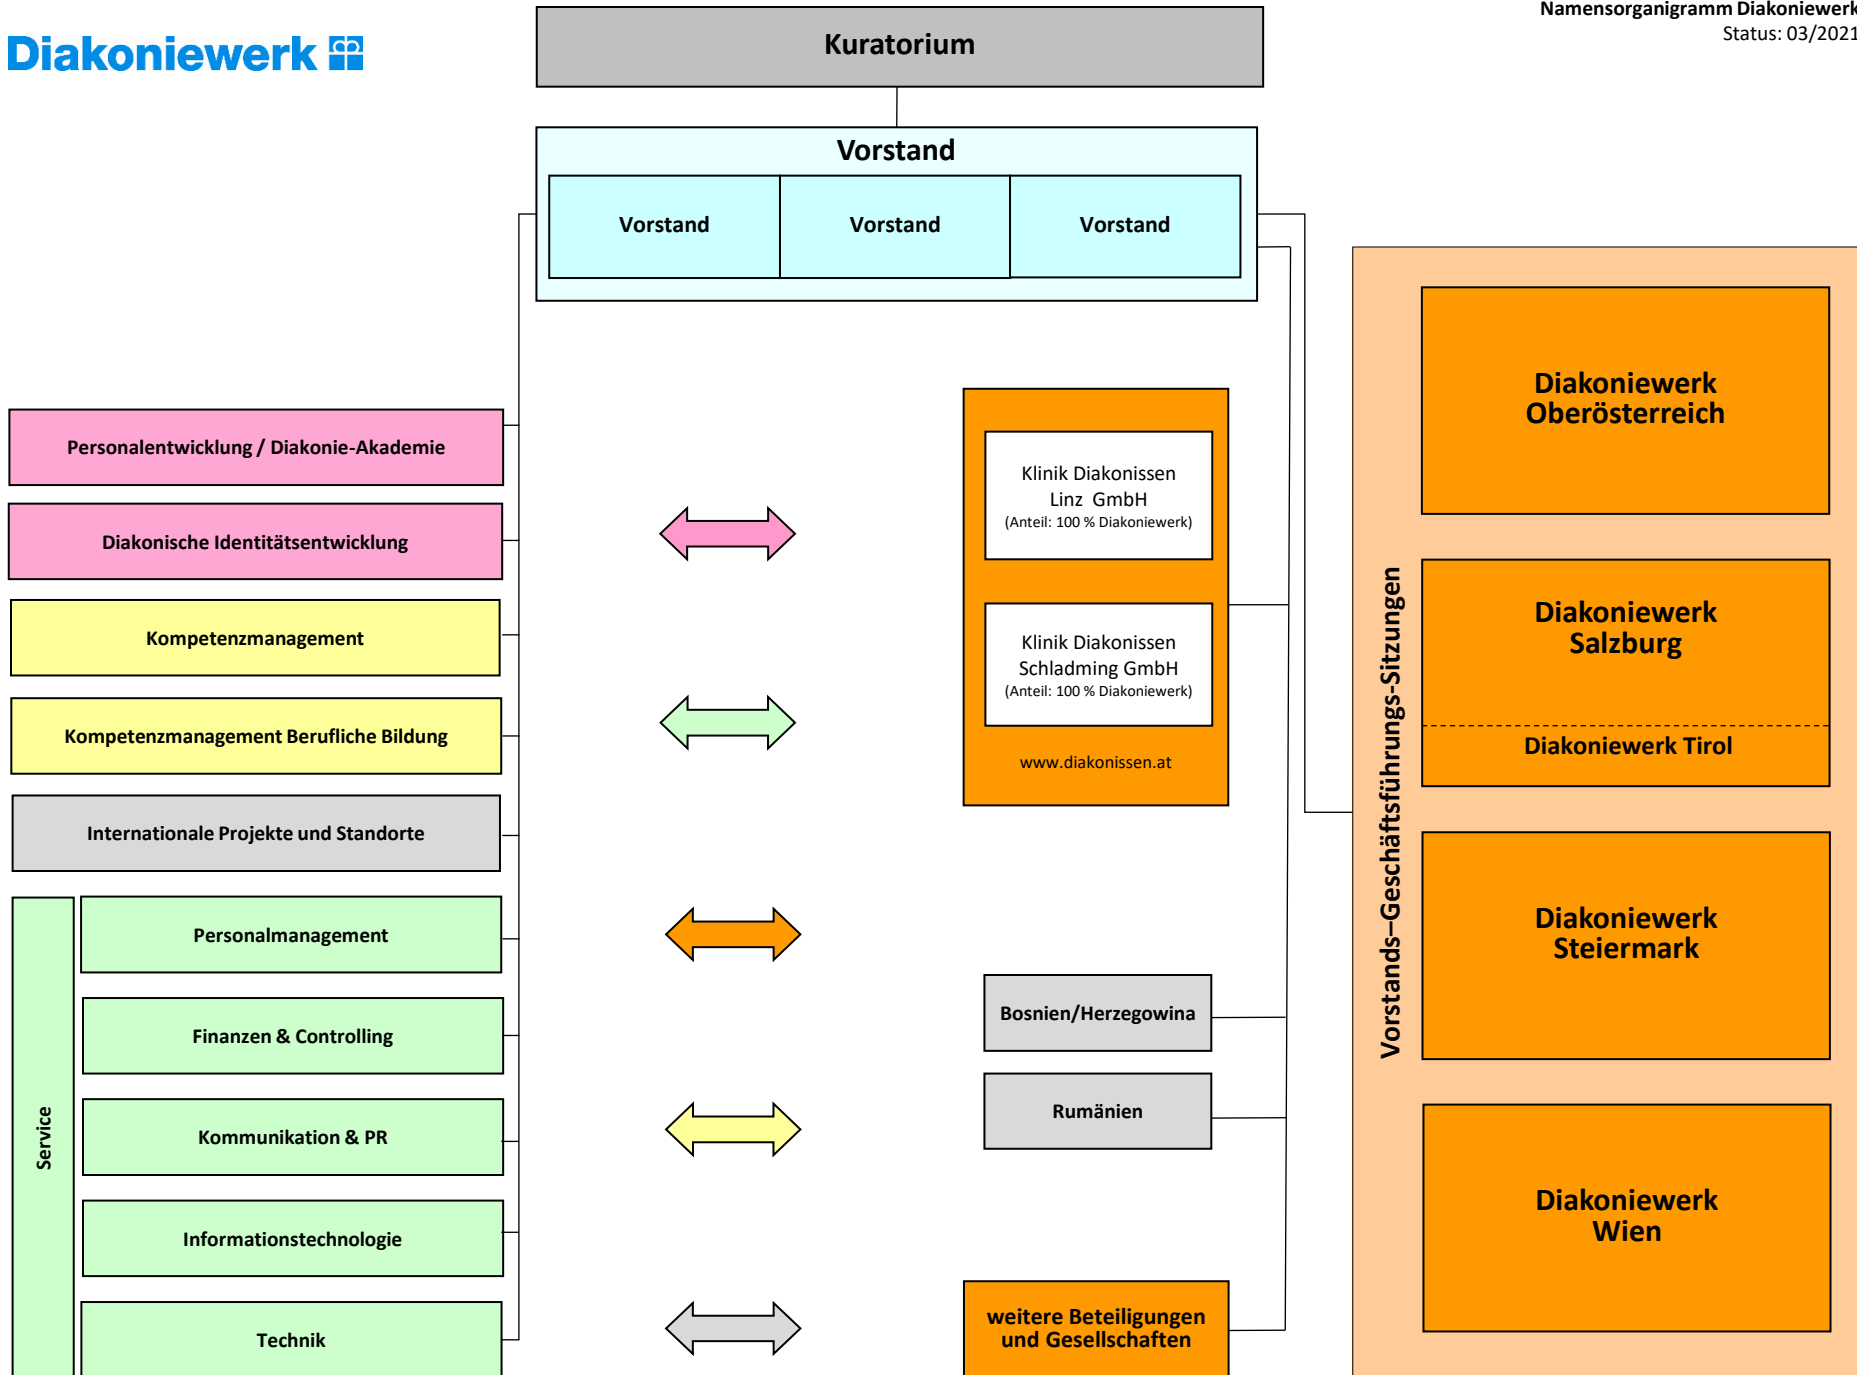 Namensorganigramm Diakoniewerk
Status: 03/2021
Diakoniewerk
Kuratorium
Vorstand
Vorstand
Vorstand
Vorstand
Personalentwicklung / Diakonie-Akademie
Diakonische Identitätsentwicklung
Kompetenzmanagement
Kompetenzmanagement Berufliche Bildung
Internationale Projekte und Standorte
Service
Personalmanagement
Finanzen & Controlling
Kommunikation & PR
Informationstechnologie
Technik
Klinik Diakonissen
Linz GmbH
(Anteil: 100 % Diakoniewerk)
Klinik Diakonissen
Schladming GmbH
(Anteil: 100 % Diakoniewerk)
www.diakonissen.at
Bosnien/Herzegowina
Rumänien
weitere Beteiligungen
und Gesellschaften
Vorstands–Geschäftsführungs-Sitzungen
Diakoniewerk
Oberösterreich
Diakoniewerk
Salzburg
Diakoniewerk Tirol
Diakoniewerk
Steiermark
Diakoniewerk
Wien